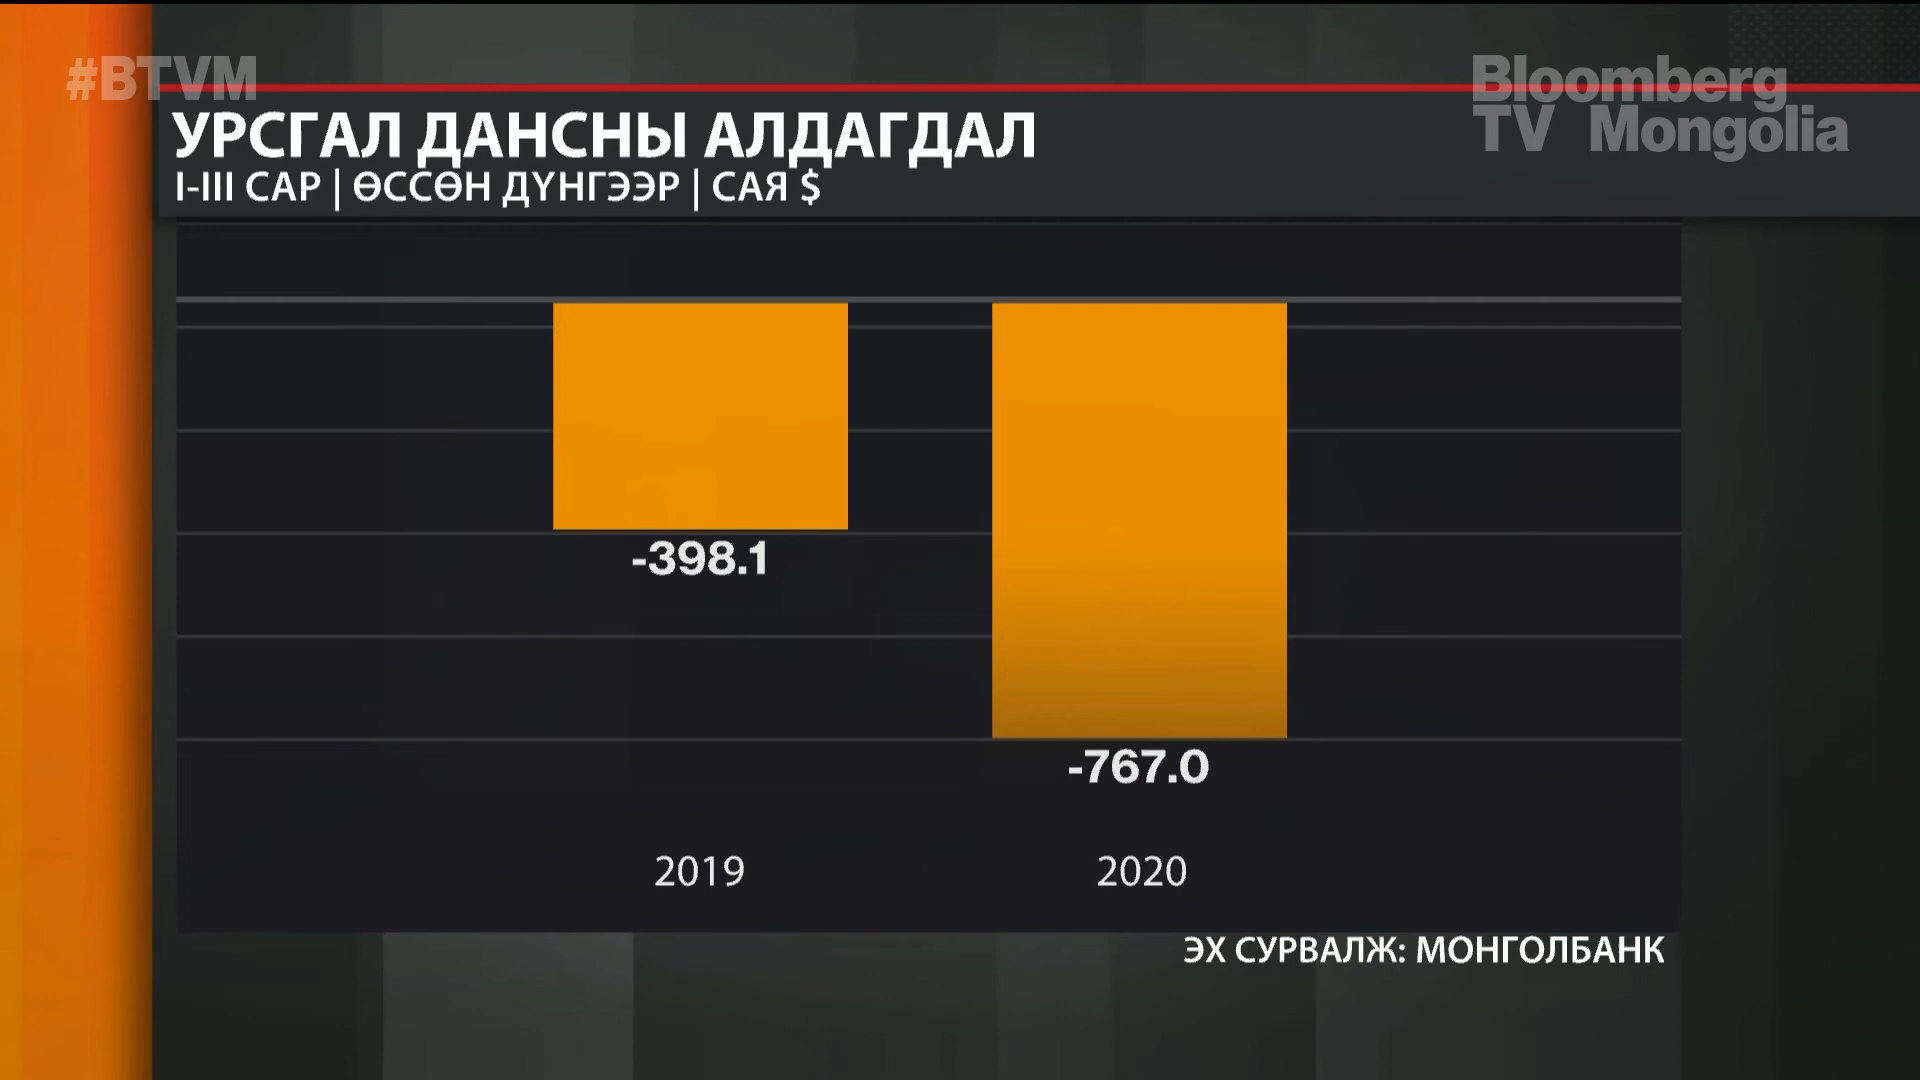 #BTVM
Bloomberg
TV Mongolia
УРСГАЛ ДАНСНЫ АЛДАГДАЛ
I-III САР | ӨССӨН ДҮНГЭЭР | САЯ $
-398.1
-767.0
2019
2020
ЭХ СУРВАЛЖ: МОНГОЛБАНК